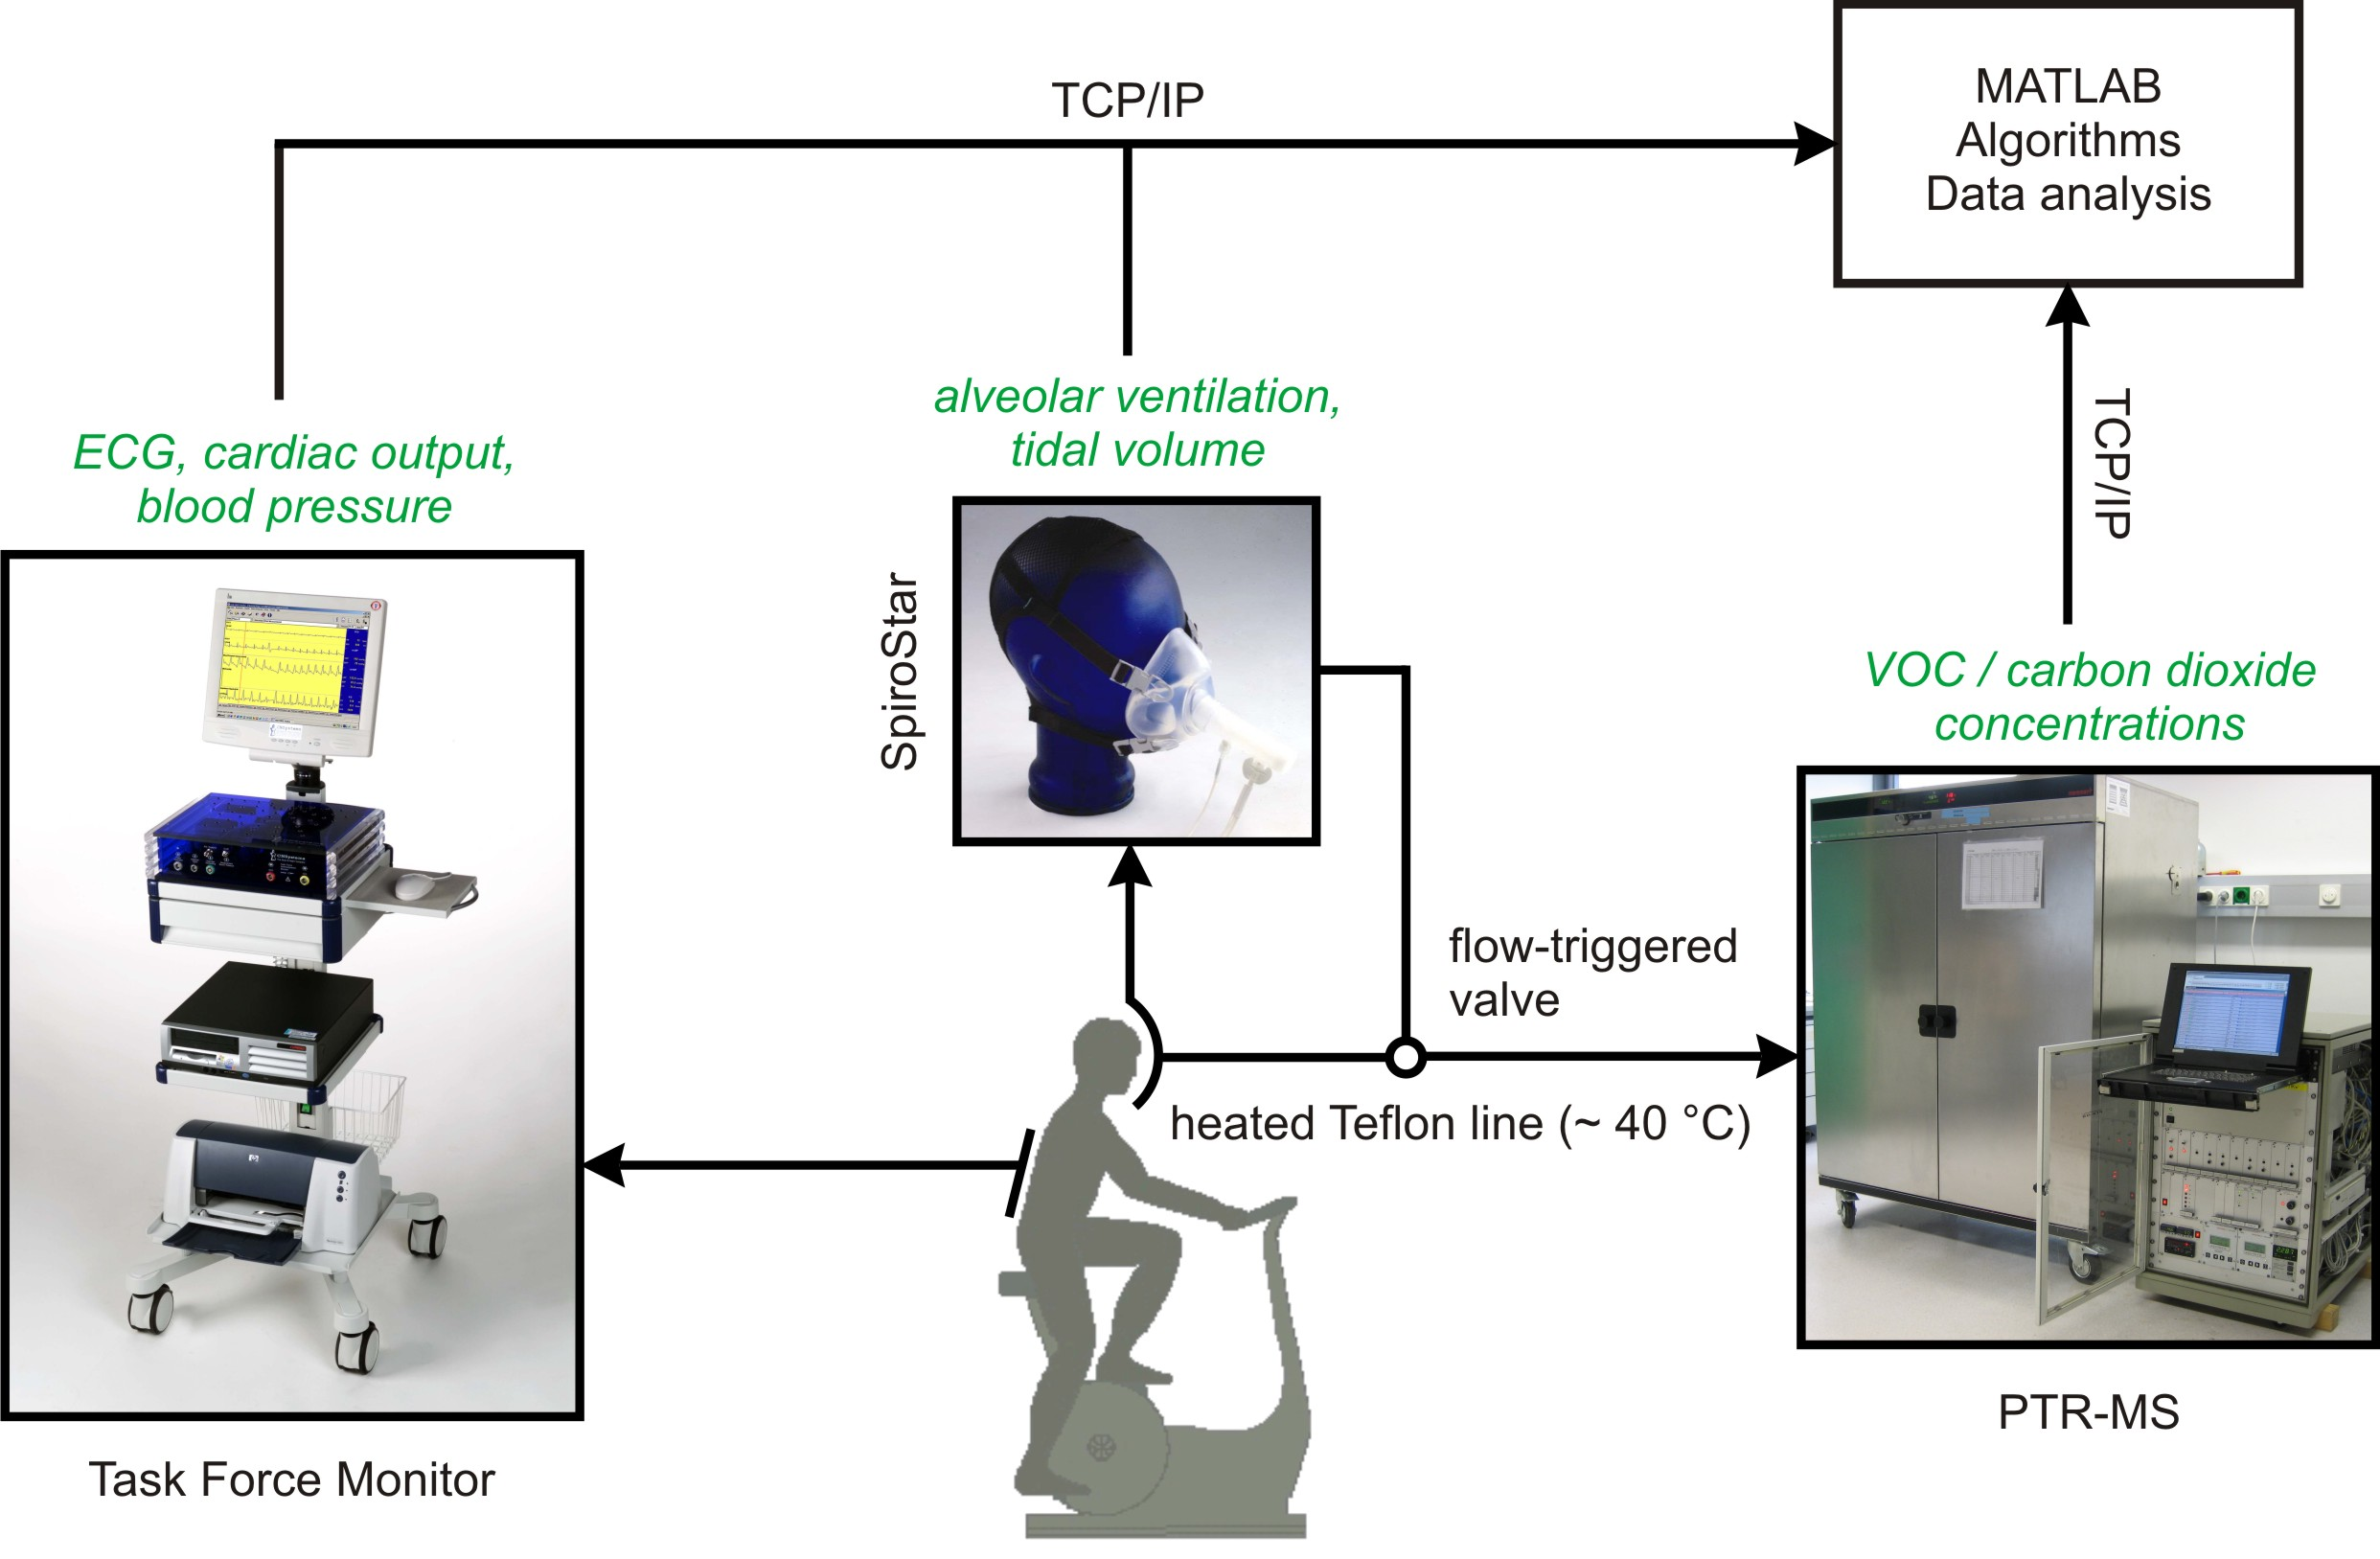 TCP/IP
MATLAB
Algorithms
Data analysis
ECG, cardiac output,
blood pressure
alveolar ventilation,
tidal volume
TCP/IP
VOC / carbon dioxide
concentrations
SpiroStar
flow-triggered
valve
heated Teflon line (~ 40 °C)
Task Force Monitor
PTR-MS